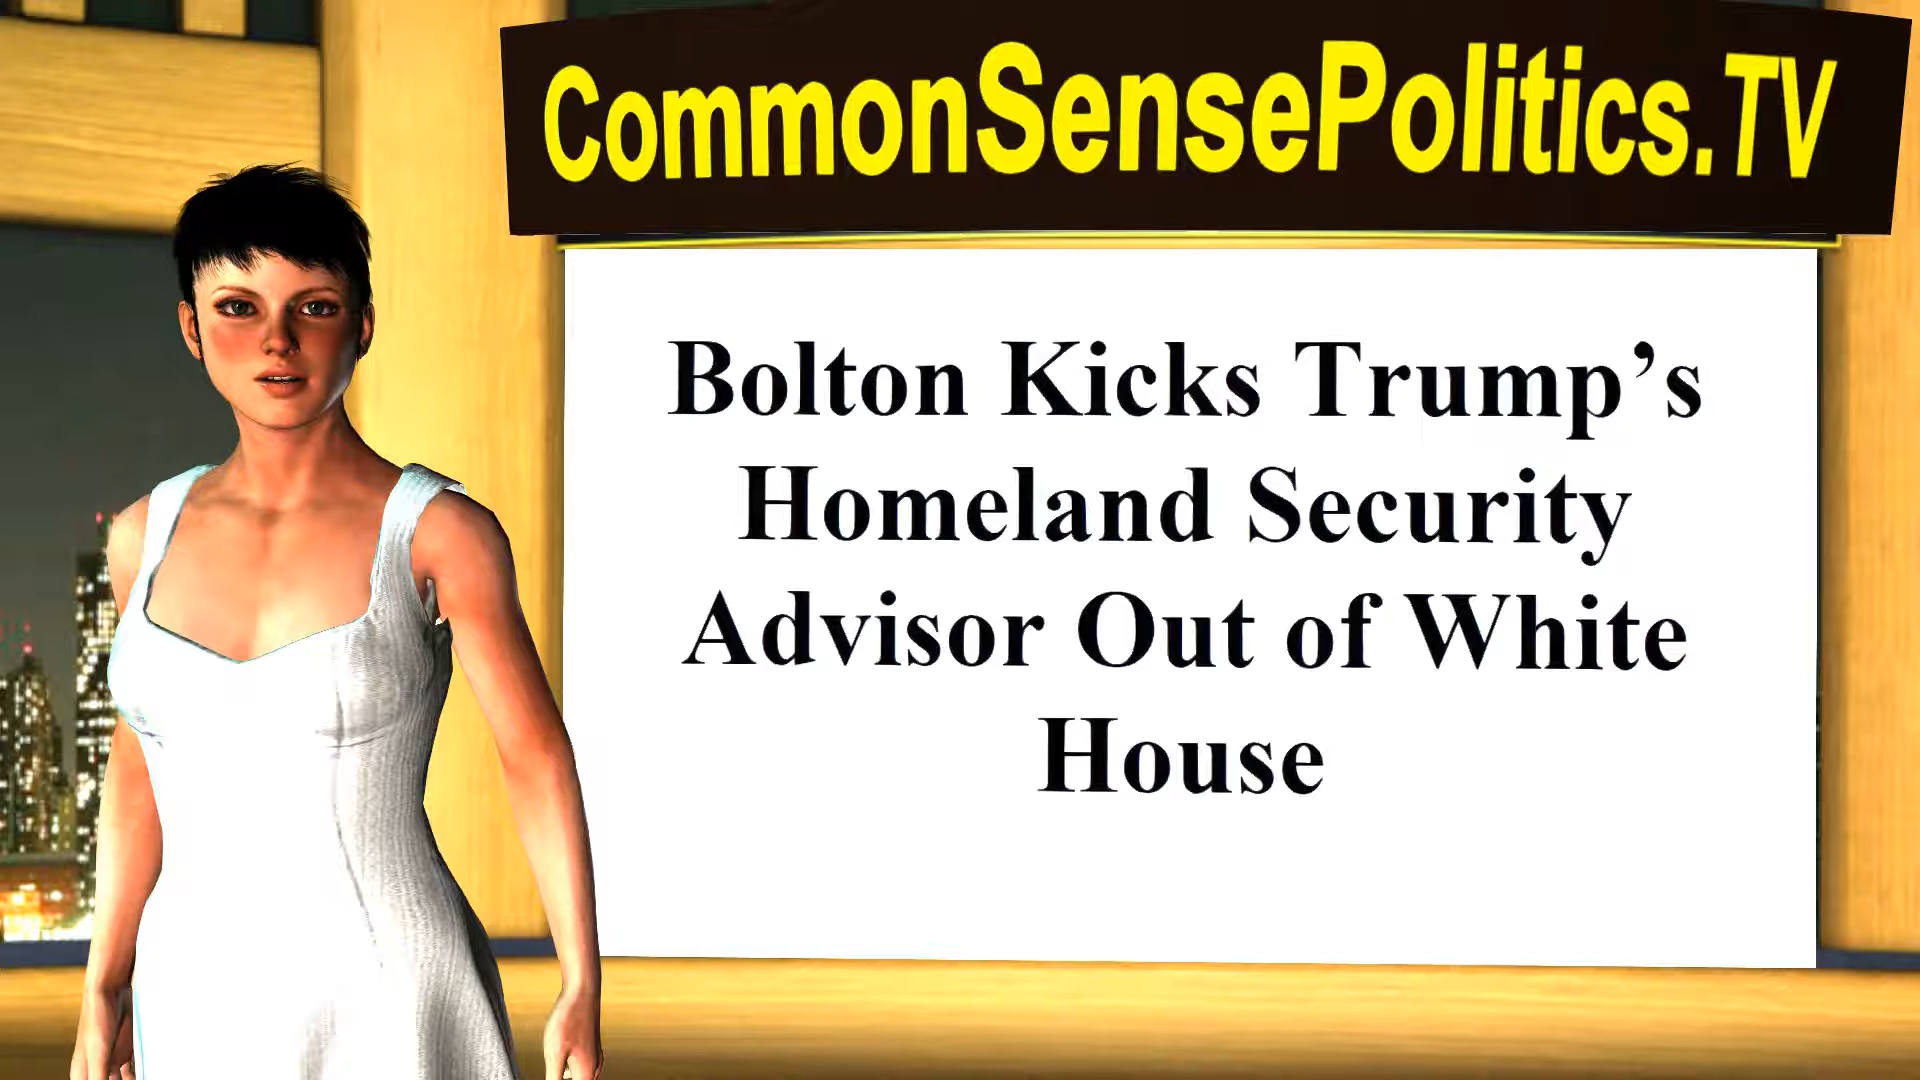 CommonSensePolitics.TV
Bolton Kicks Trump’s
Homeland Security
Advisor Out of White
House